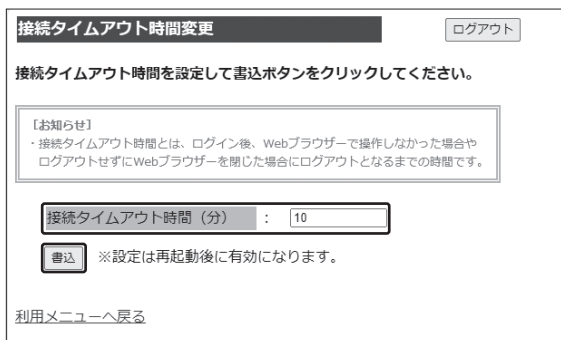 接続タイムアウト時間変更
ログアウト
接続タイムアウト時間を設定して書込ボタンをクリックしてください。
[お知らせ]
・接続タイムアウト時間とは、ログイン後、Webブラウザーで操作しなかった場合や
ログアウトせずにWebブラウザーを閉じた場合にログアウトとなるまでの時間です。
接続タイムアウト時間（分） : 10
書込 ※設定は再起動後に有効になります。
利用メニューへ戻る